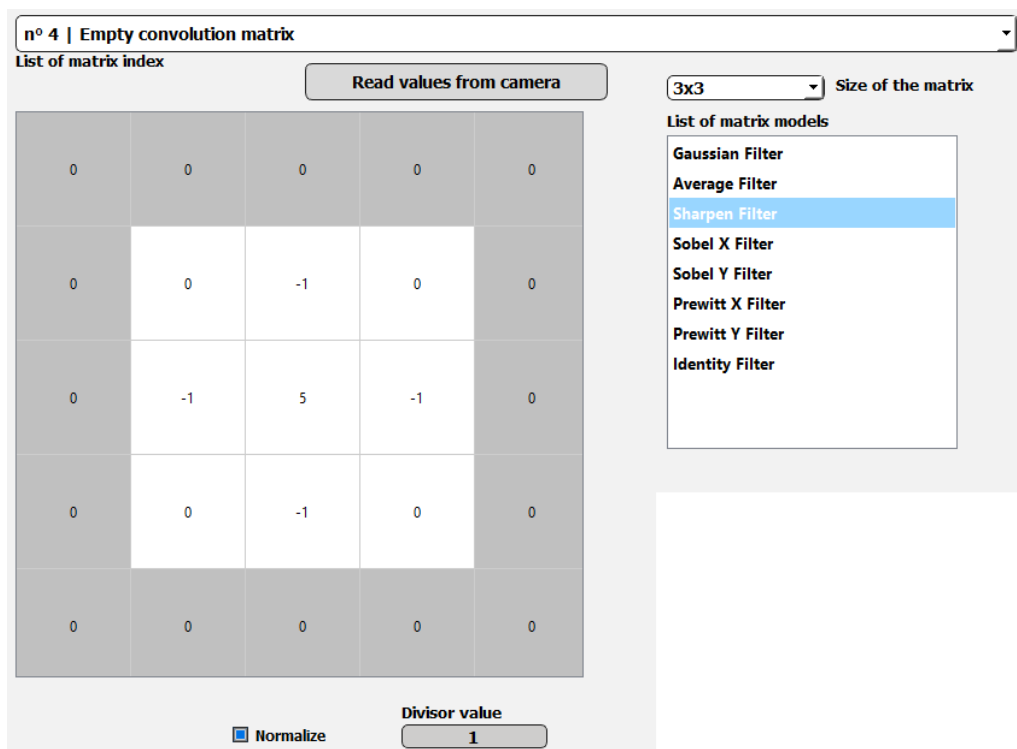 nº 4 | Empty convolution matrix
List of matrix index
Read values from camera
3x3 Size of the matrix
List of matrix models
Gaussian Filter
Average Filter
Sharpen Filter
Sobel X Filter
Sobel Y Filter
Prewitt X Filter
Prewitt Y Filter
Identity Filter
0 0 0 0 0
0 0 -1 0 0
0 -1 5 -1 0
0 0 -1 0 0
0 0 0 0 0
Divisor value
Normalize 1